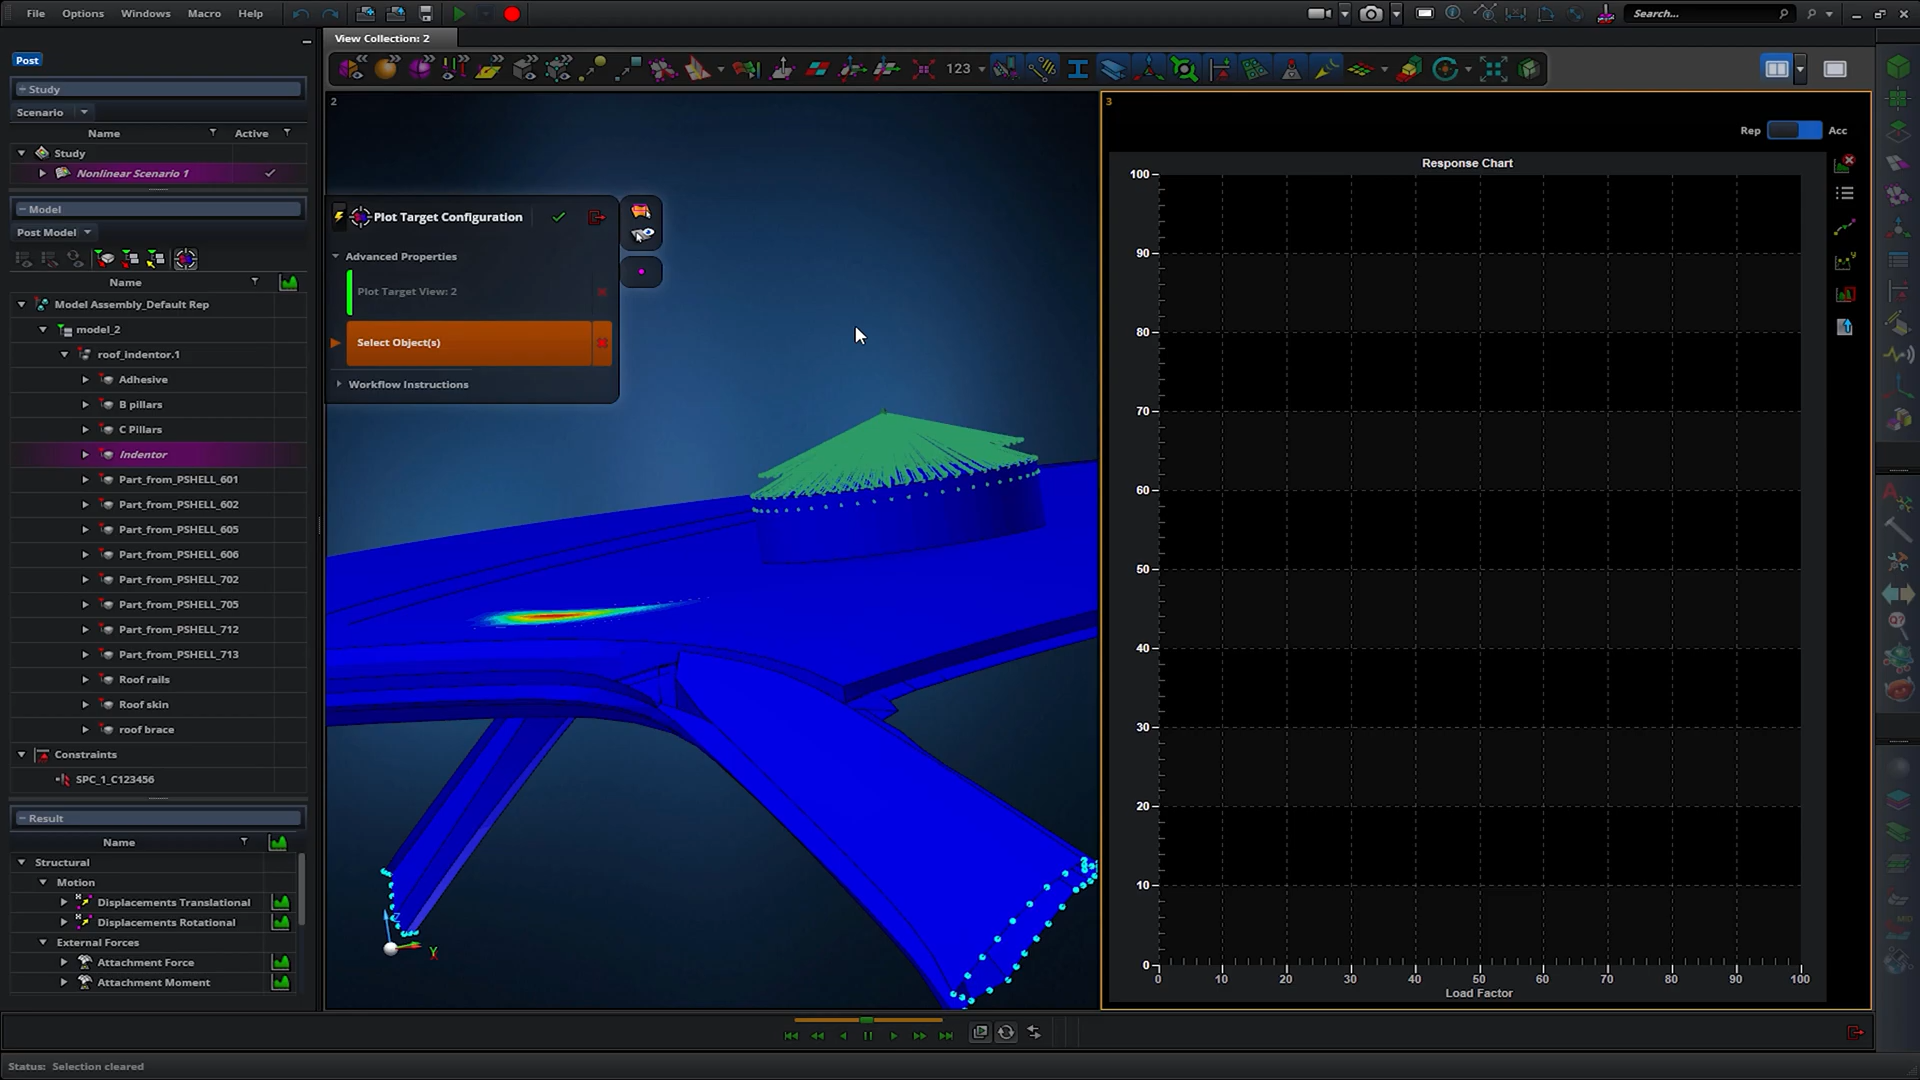 File Options Windows Macro Help
Search...
View Collection: 2
Post
123
Study
2
3
Scenario
Rep Acc
Name Active
Study
Response Chart
Nonlinear Scenario 1
Model
Plot Target Configuration
Post Model
Advanced Properties
Plot Target View: 2
Name
Model Assembly_Default Rep
model_2
Select Object(s)
roof_indentor.1
Adhesive
Workflow Instructions
B pillars
C Pillars
Indentor
Part_from_PSHELL_601
Part_from_PSHELL_602
Part_from_PSHELL_605
Part_from_PSHELL_606
Part_from_PSHELL_702
Part_from_PSHELL_705
Part_from_PSHELL_712
Part_from_PSHELL_713
Roof rails
Roof skin
roof brace
Constraints
SPC_1_C123456
Result
Name
Structural
Motion
Displacements Translational
Displacements Rotational
External Forces
Attachment Force
Attachment Moment
Z
Y
100
90
80
70
60
50
40
30
20
10
0
0 10 20 30 40 50 60 70 80 90 100
Load Factor
Status: Selection cleared